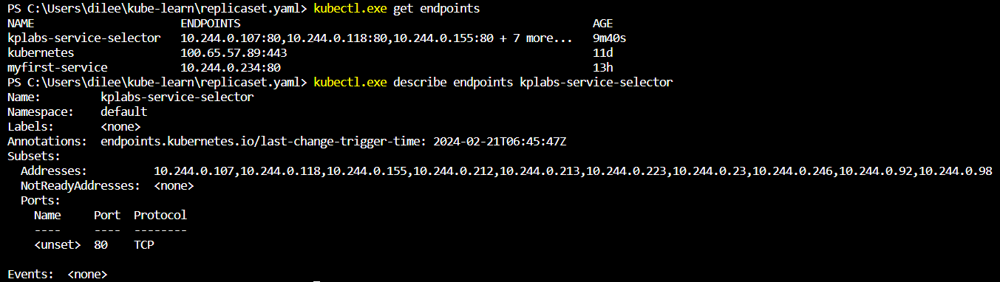 PS C:\Users\dilee\kube-learn\replicaset.yaml> kubectl.exe get endpoints
NAME ENDPOINTS AGE
kplabs-service-selector 10.244.0.107:80,10.244.0.118:80,10.244.0.155:80 + 7 more... 9m40s
kubernetes 100.65.57.89:443 11d
myfirst-service 10.244.0.234:80 13h
PS C:\Users\dilee\kube-learn\replicaset.yaml> kubectl.exe describe endpoints kplabs-service-selector
Name: kplabs-service-selector
Namespace: default
Labels: <none>
Annotations: endpoints.kubernetes.io/last-change-trigger-time: 2024-02-21T06:45:47Z
Subsets:
Addresses: 10.244.0.107,10.244.0.118,10.244.0.155,10.244.0.212,10.244.0.213,10.244.0.223,10.244.0.23,10.244.0.246,10.244.0.92,10.244.0.98
NotReadyAddresses: <none>
Ports:
Name Port Protocol
---- ---- --------
<unset> 80 TCP
Events: <none>